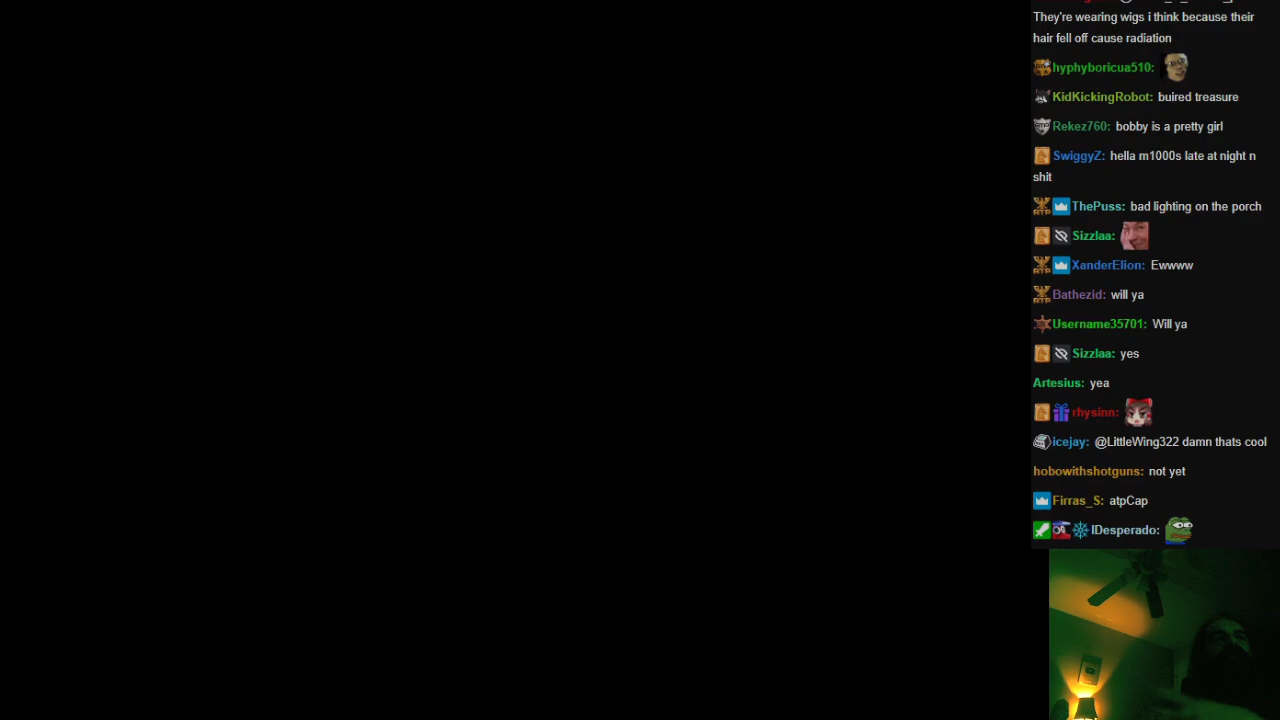 They're wearing wigs i think because their
hair fell off cause radiation
hyphyboricua510:
KidKickingRobot: buired treasure
Rekez760: bobby is a pretty girl
SwiggyZ: hella m1000s late at night n
shit
ThePuss: bad lighting on the porch
Sizzlaa:
XanderElion: Ewwww
Bathezid: will ya
Username35701: Will ya
Sizzlaa: yes
Artesius: yea
rhysinn:
icejay: @LittleWing322 damn thats cool
hobowithshotguns: not yet
Firras_S: atpCap
IDesperado: